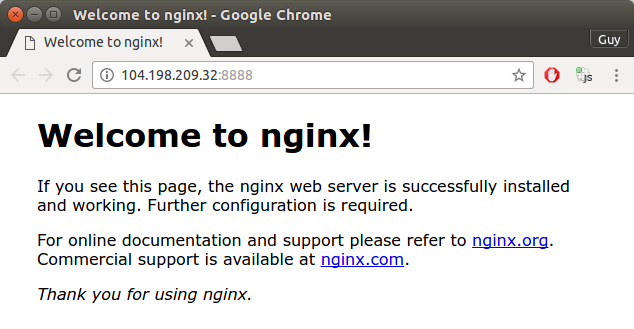 Welcome to nginx! - Google Chrome
Welcome to nginx!
Guy
104.198.209.32:8888
js
Welcome to nginx!
If you see this page, the nginx web server is successfully installed
and working. Further configuration is required.
For online documentation and support please refer to nginx.org.
Commercial support is available at nginx.com.
Thank you for using nginx.